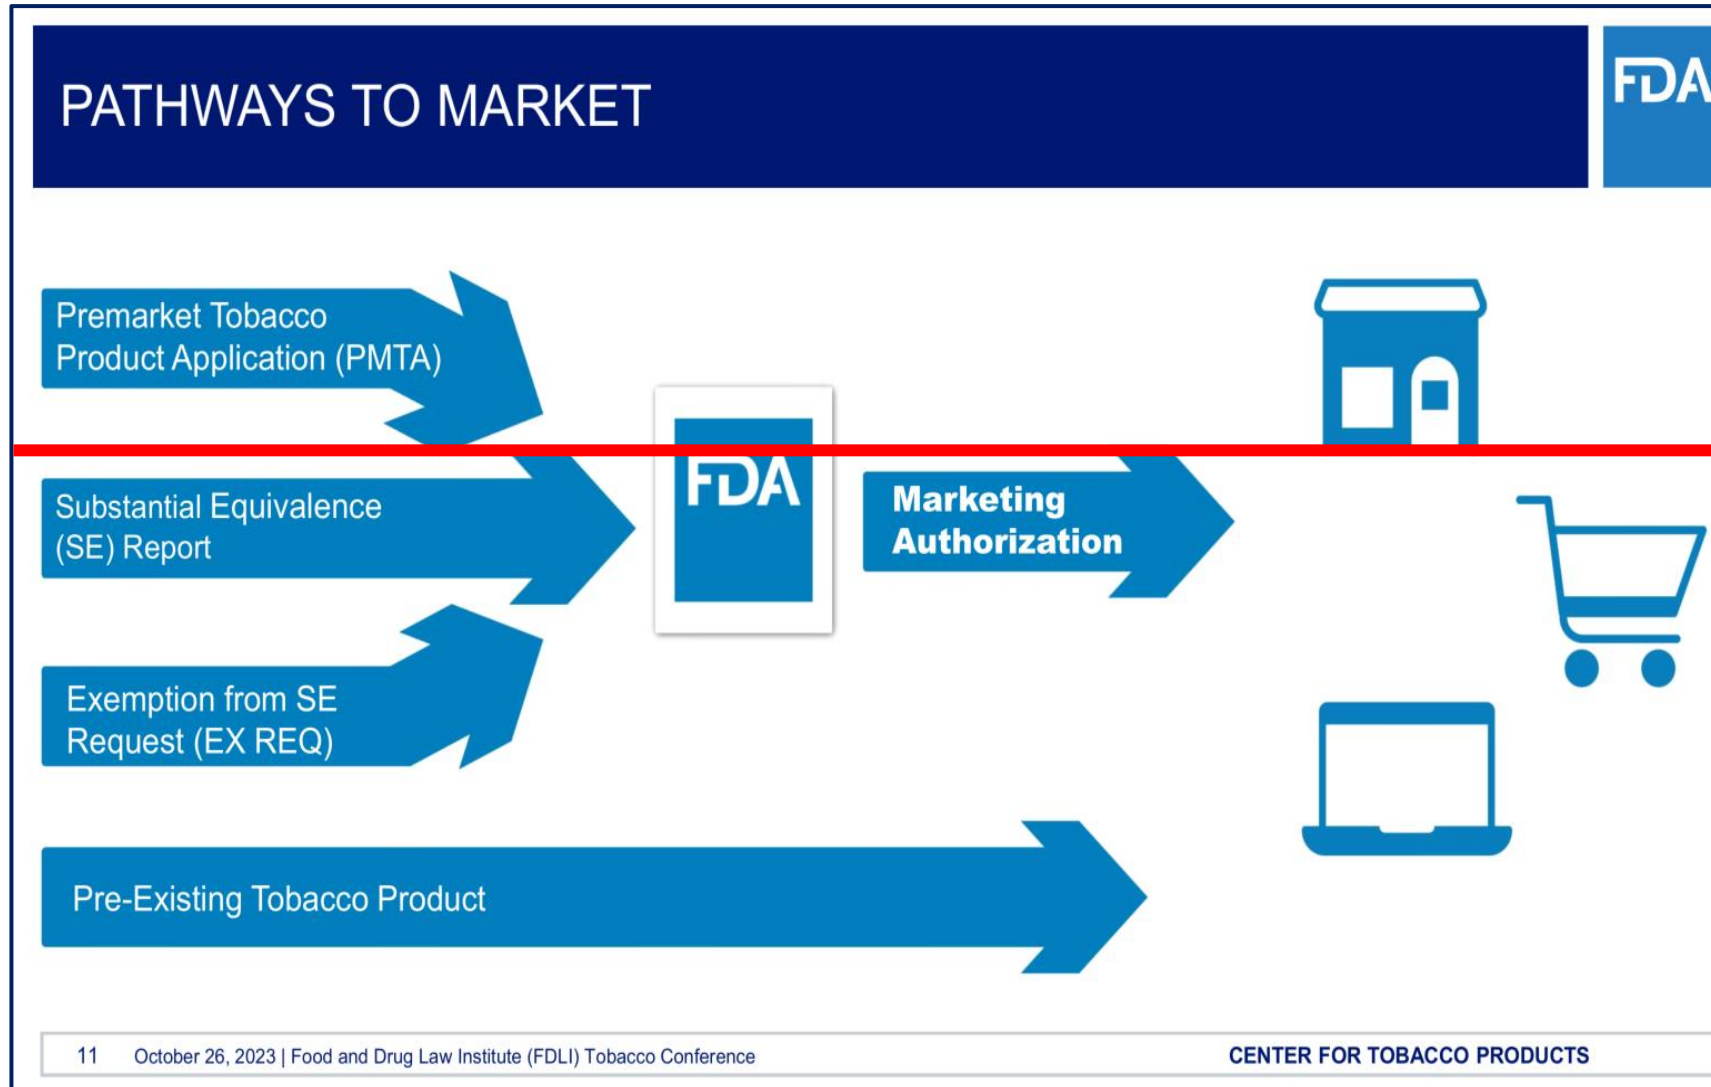 PATHWAYS TO MARKET
FDA
Premarket Tobacco
Product Application (PMTA)
Substantial Equivalence
(SE) Report
FDA
Marketing
Authorization
Exemption from SE
Request (EX REQ)
Pre-Existing Tobacco Product
11 October 26, 2023 | Food and Drug Law Institute (FDLI) Tobacco Conference
CENTER FOR TOBACCO PRODUCTS